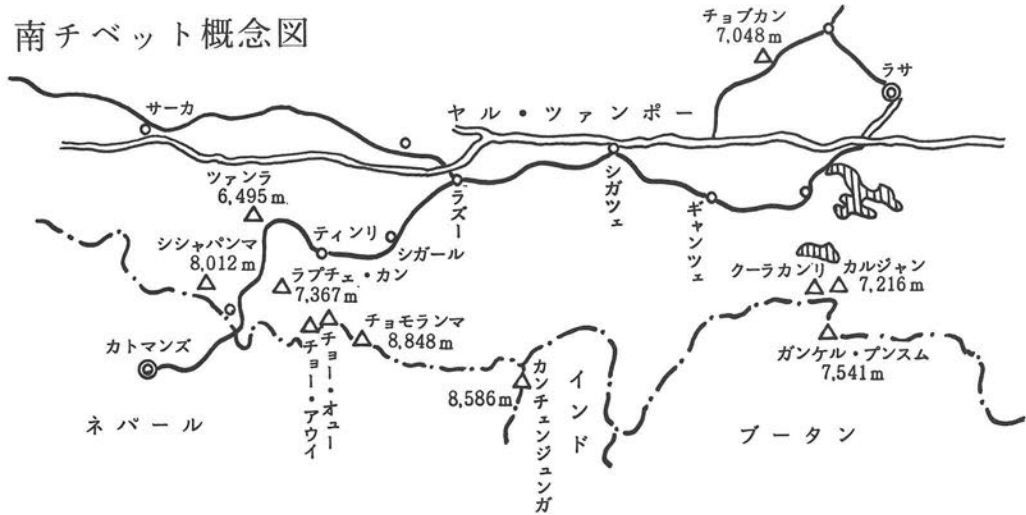 南チベット概念図
チョブカン
7,048m
ラサ
サーカ
ヤル・ツァンポー
ツァンラ
6,495m
ラズー
シガツェ
ギャンツェ
ティンリ
シガール
シシャパンマ
8,012m
ラプチェ・カン
7,367m
クーラカンリ
カルジャン
7,216m
チョモランマ
8,848m
カトマンズ
チョー・オュー
チョー・アウイ
8,586m
カンチェンジュンガ
インド
ガンケル・プンスム
7,541m
ネパール
ブータン